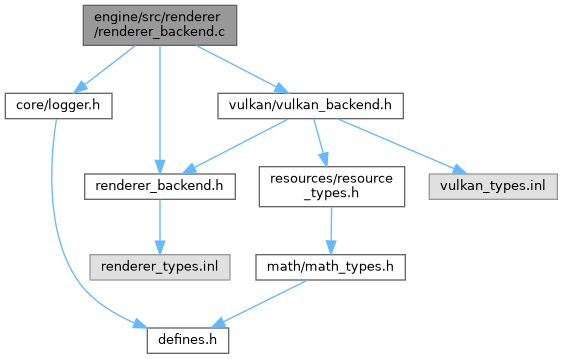 engine/src/renderer
/renderer_backend.c
core/logger.h
vulkan/vulkan_backend.h
renderer_backend.h
resources/resource
_types.h
vulkan_types.inl
renderer_types.inl
math/math_types.h
defines.h